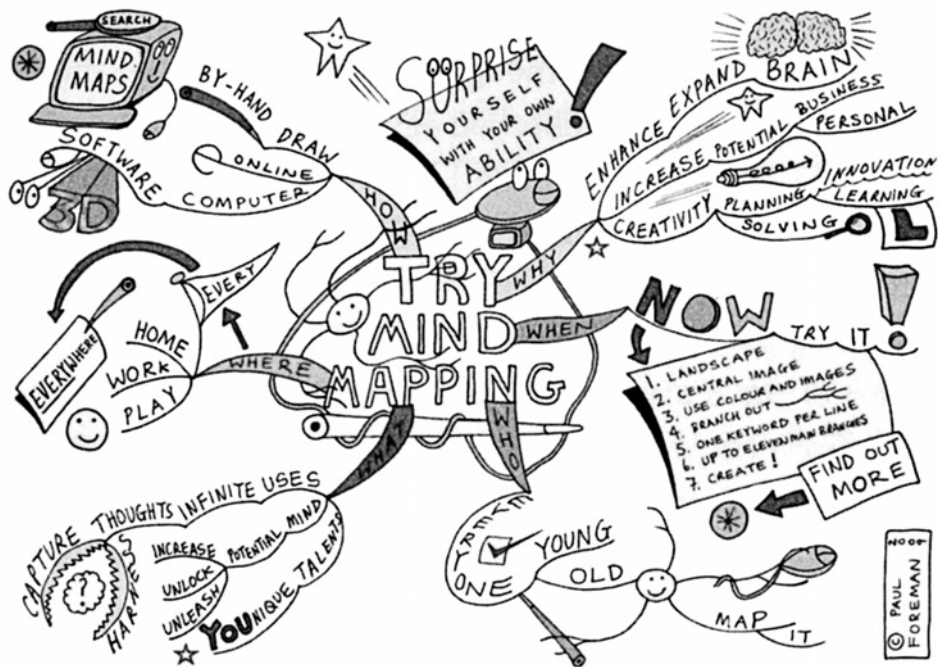 SEARCH
MIND
MAPS
BY-HAND
DRAW
ONLINE
SOFTWARE
COMPUTER
3D
HOW
SURPRISE
YOURSELF
WITH YOUR OWN
ABILITY!
WHY
ENHANCE EXPAND BRAIN
INCREASE POTENTIAL BUSINESS
PERSONAL
CREATIVITY PLANNING INNOVATION
LEARNING
SOLVING
L
TRY
MIND
MAPPING
WHEN
NOW
TRY IT!
1. LANDSCAPE
2. CENTRAL IMAGE
3. USE COLOUR AND IMAGES
4. BRANCH OUT
5. ONE KEYWORD PER LINE
6. UP TO ELEVEN MAIN BRANCHES
7. CREATE!
FIND OUT
MORE
WHERE
EVERY
HOME
WORK
PLAY
EVERYWHERE
WHAT
CAPTURE THOUGHTS INFINITE USES
HARNESS
INCREASE POTENTIAL MIND
UNLOCK
UNLEASH
YOUNIQUE TALENTS
WHO
EVERYONE
YOUNG
OLD
MAP
IT
© PAUL 2009
FOREMAN